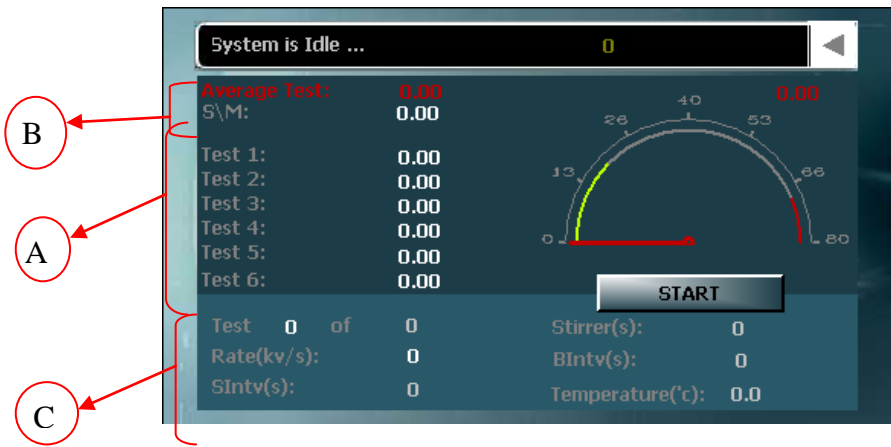 System is Idle ... 0
Average Test: 0.00 0.00
S\M: 0.00
B
Test 1: 0.00
Test 2: 0.00
Test 3: 0.00
Test 4: 0.00
Test 5: 0.00
Test 6: 0.00
A
0 13 26 40 53 66 80
START
Test 0 of 0 Stirrer(s): 0
Rate(kv/s): 0 BIntv(s): 0
SIntv(s): 0 Temperature('c): 0.0
C